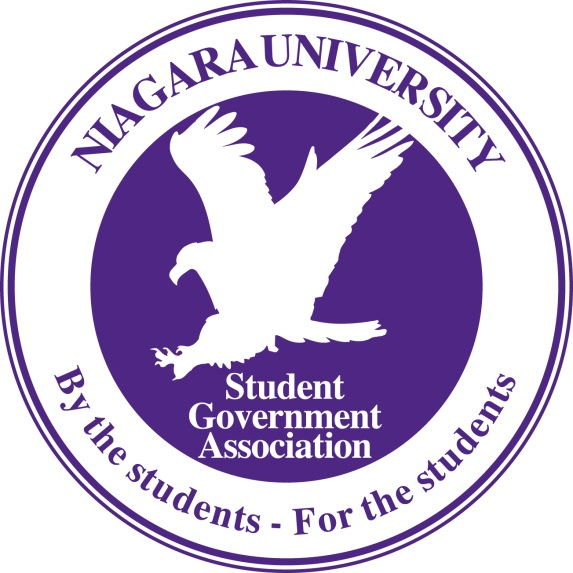 NIAGARA UNIVERSITY
Student
Government
Association
By the students - For the students